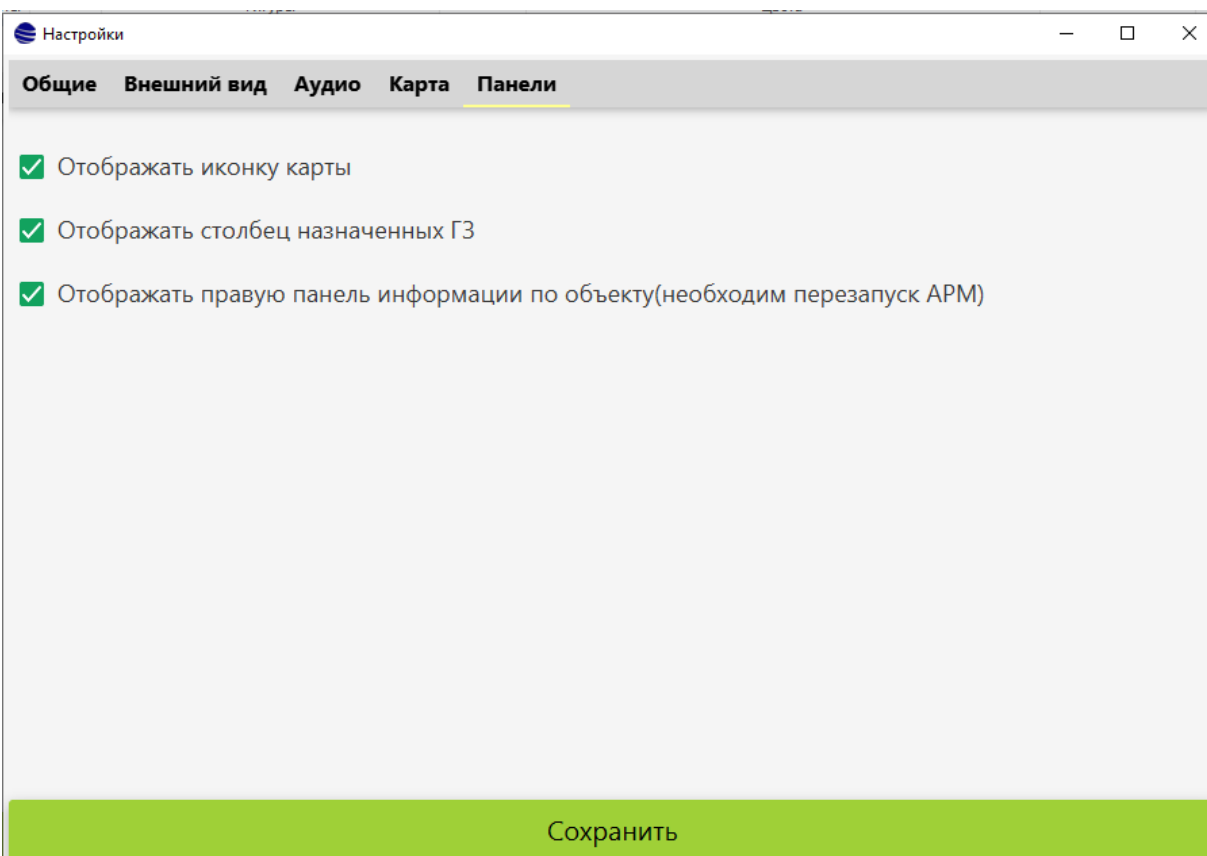 Настройки
Общие Внешний вид Аудио Карта Панели
Отображать иконку карты
Отображать столбец назначенных ГЗ
Отображать правую панель информации по объекту(необходим перезапуск АРМ)
Сохранить